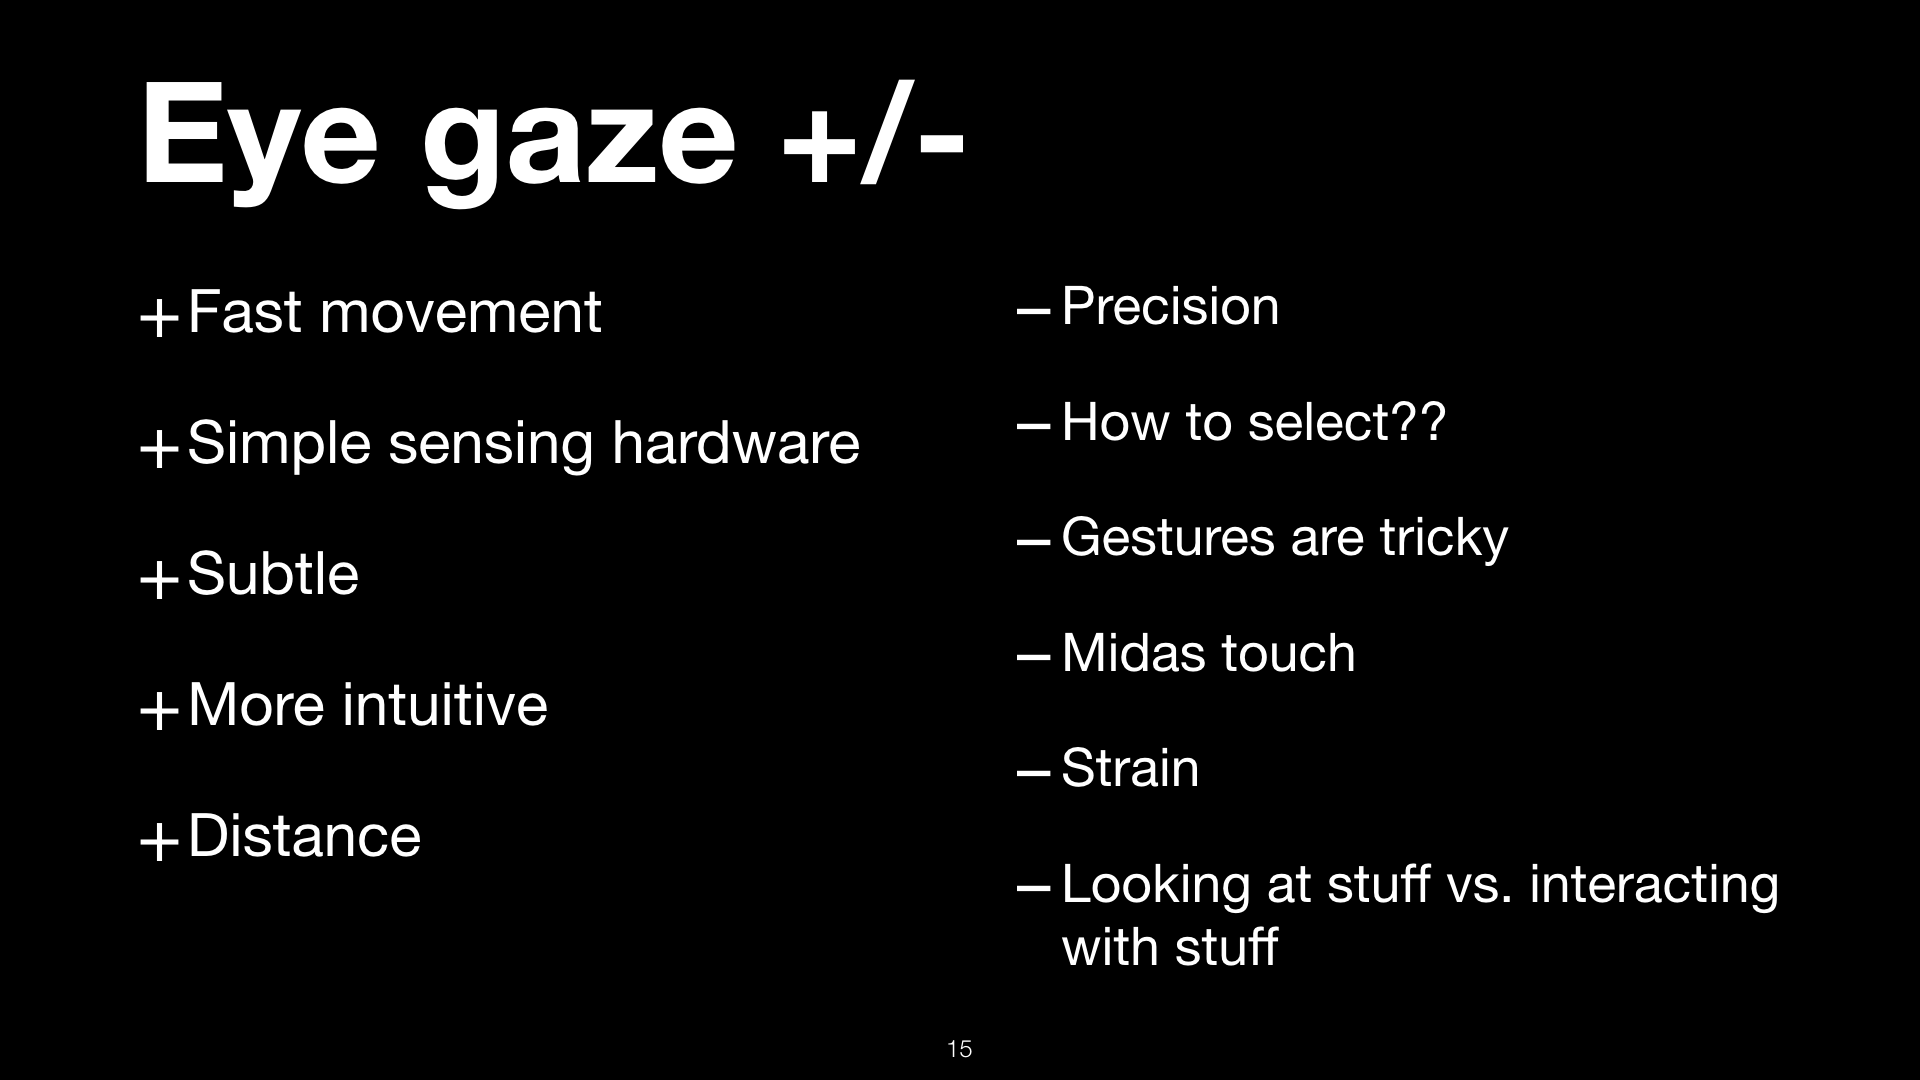 Eye gaze +/-
+Fast movement
+Simple sensing hardware
+Subtle
+More intuitive
+Distance
–Precision
–How to select??
–Gestures are tricky
–Midas touch
–Strain
–Looking at stuff vs. interacting
with stuff
15